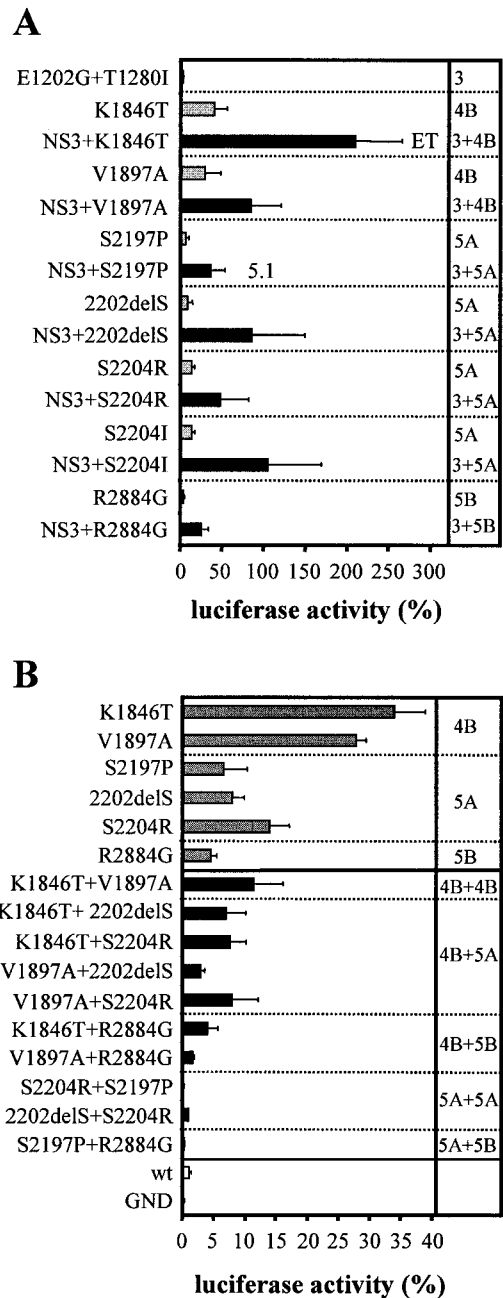 A
E1202G+T1280I 3
K1846T 4B
NS3+K1846T ET 3+4B
V1897A 4B
NS3+V1897A 3+4B
S2197P 5A
NS3+S2197P 5.1 3+5A
2202delS 5A
NS3+2202delS 3+5A
S2204R 5A
NS3+S2204R 3+5A
S2204I 5A
NS3+S2204I 3+5A
R2884G 5B
NS3+R2884G 3+5B
0 50 100 150 200 250 300
luciferase activity (%)
B
K1846T
V1897A
4B
S2197P
2202delS
5A
S2204R
R2884G 5B
K1846T+V1897A 4B+4B
K1846T+ 2202delS
K1846T+S2204R
4B+5A
V1897A+2202delS
V1897A+S2204R
K1846T+R2884G
4B+5B
V1897A+R2884G
S2204R+S2197P
5A+5A
2202delS+S2204R
S2197P+R2884G 5A+5B
wt
GND
0 5 10 15 20 25 30 35 40
luciferase activity (%)